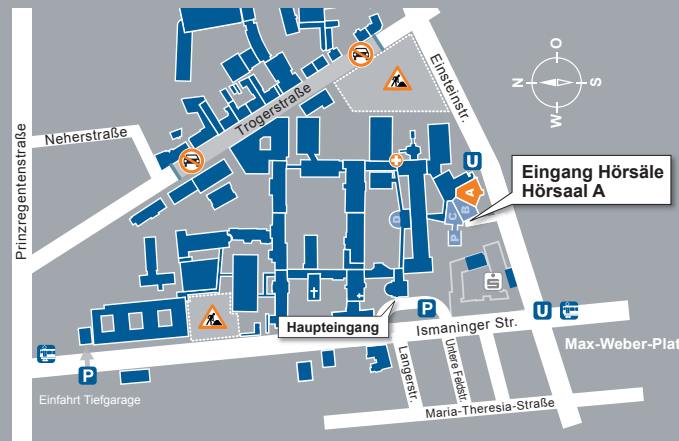 O
N
S
W
Einsteinstr.
Trogerstraße
Neherstraße
Prinzregentenstraße
U
Eingang Hörsäle
Hörsaal A
A
B
C
D
P
S
P
Haupteingang
Ismaninger Str.
U
Max-Weber-Plat
P
Einfahrt Tiefgarage
Langerstr.
Untere Feldstr.
Maria-Theresia-Straße